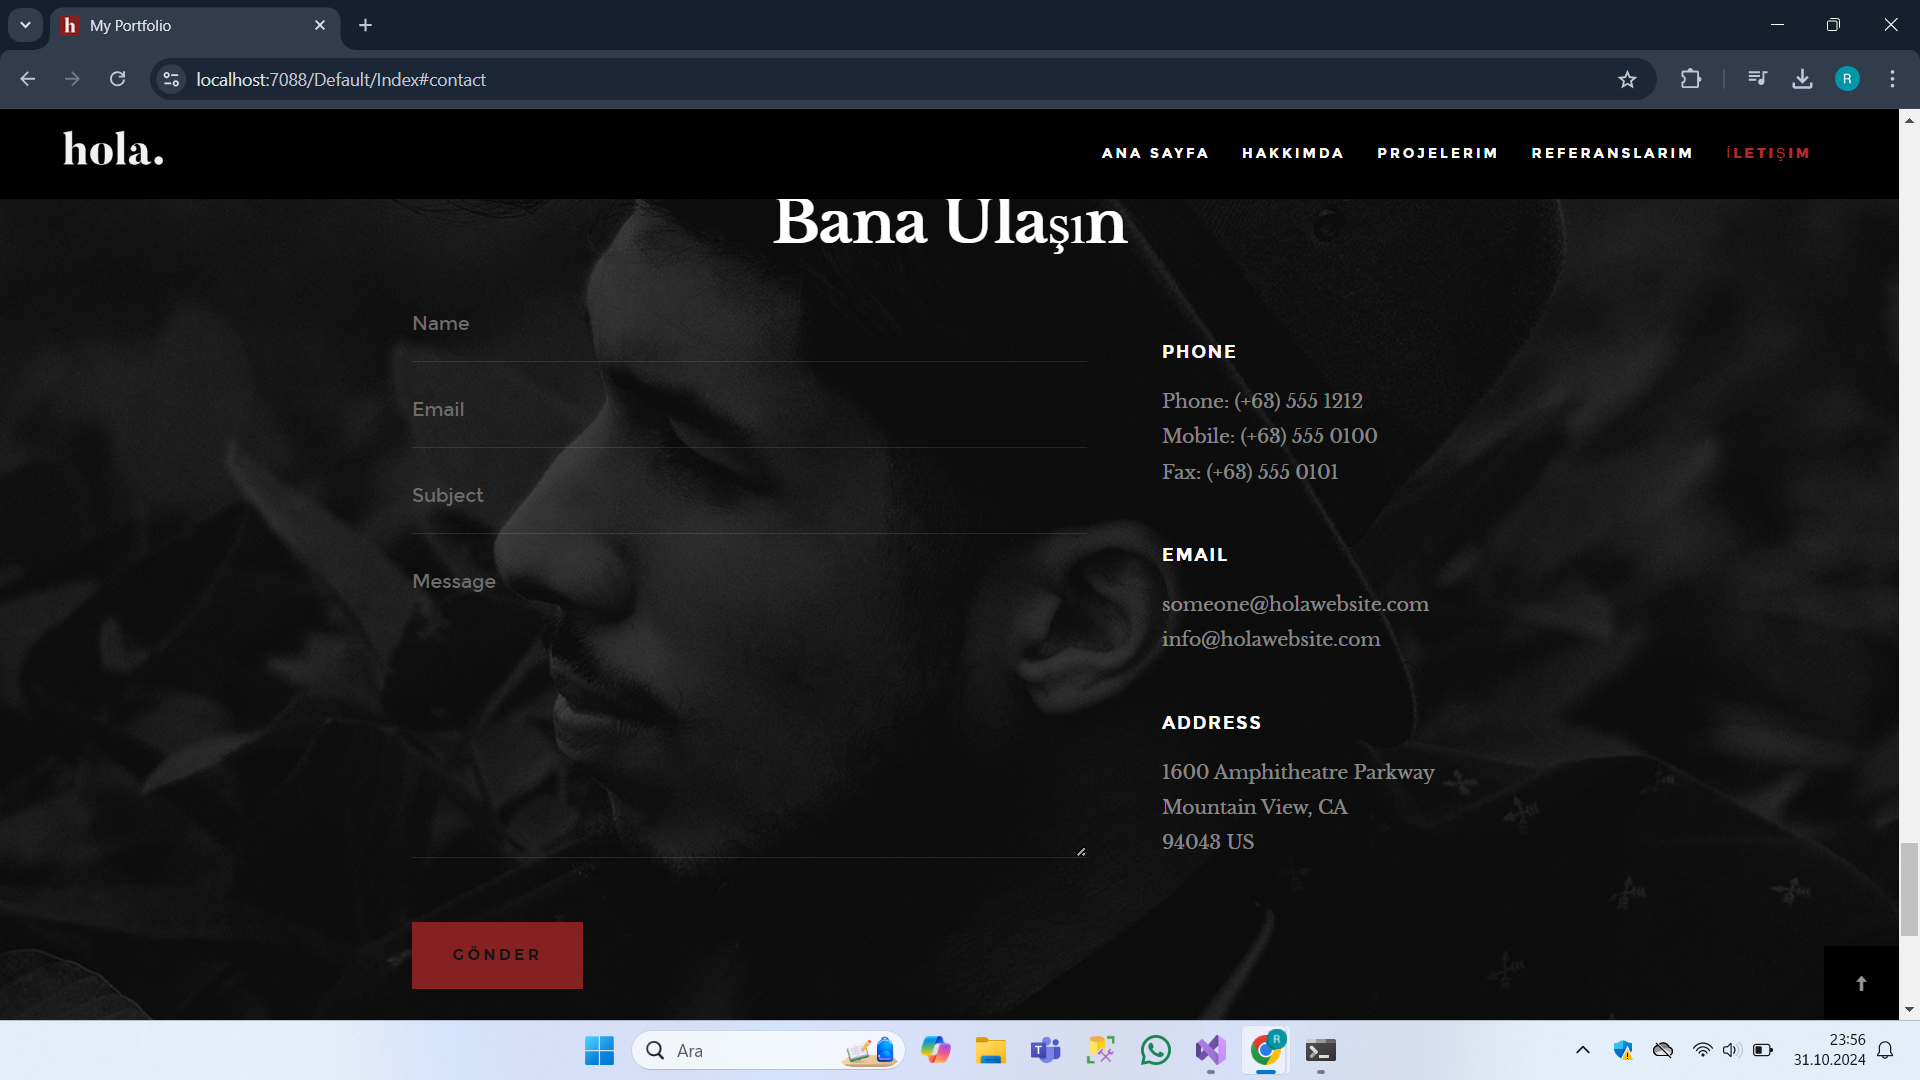 h My Portfolio
localhost:7088/Default/Index#contact
R
hola.
ANA SAYFA HAKKIMDA PROJELERIM REFERANSLARIM İLETIŞIM
Bana Ulaşın
Name
Email
Subject
Message
GÖNDER
PHONE
Phone: (+63) 555 1212
Mobile: (+63) 555 0100
Fax: (+63) 555 0101
EMAIL
someone@holawebsite.com
info@holawebsite.com
ADDRESS
1600 Amphitheatre Parkway
Mountain View, CA
94043 US
Ara
R
23:56
31.10.2024